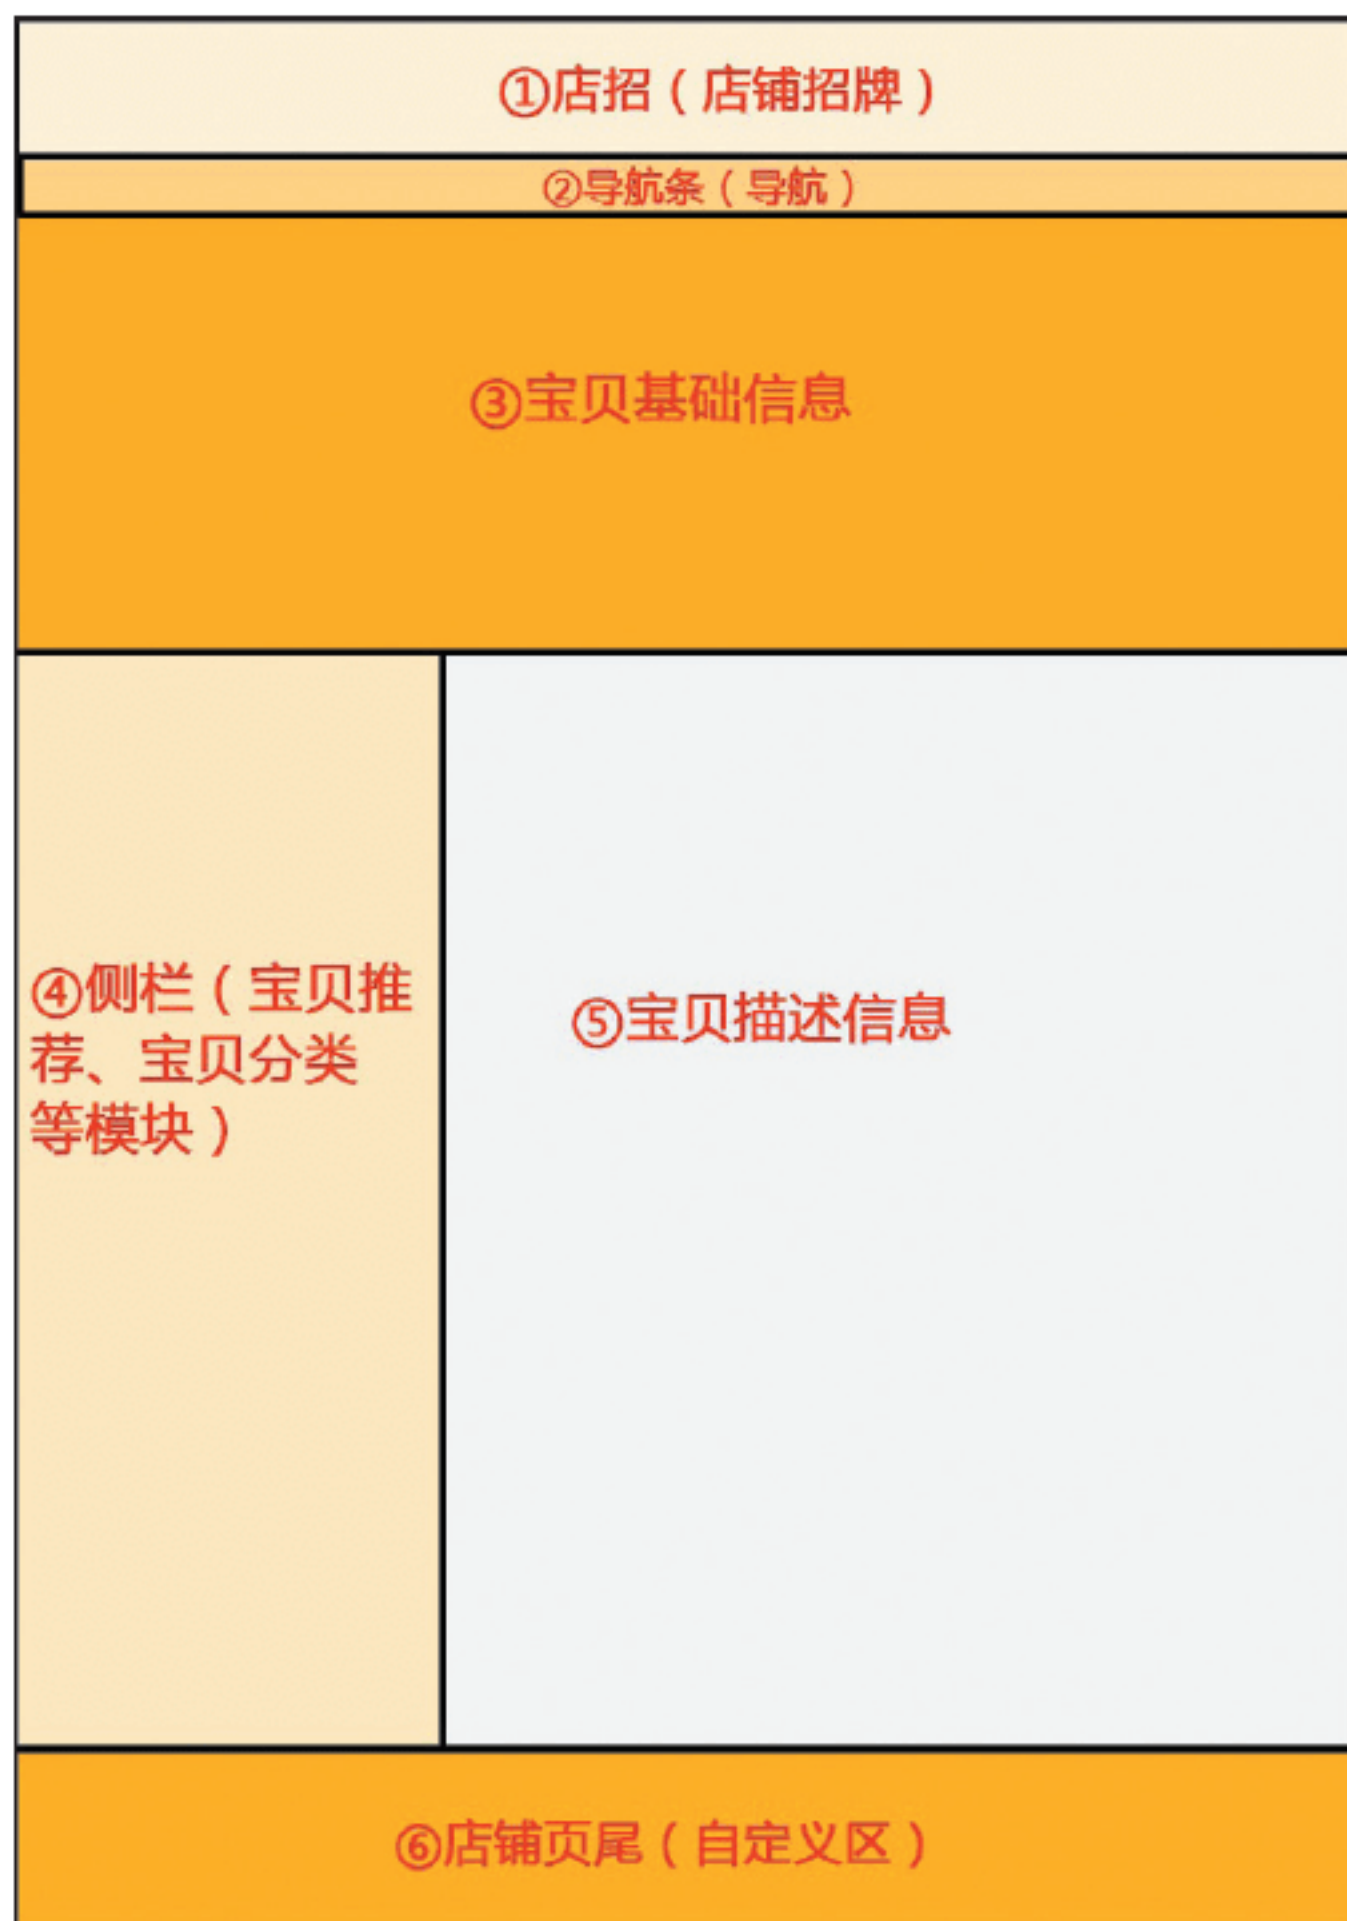 ①店招（店铺招牌）
②导航条（导航）
③宝贝基础信息
④侧栏（宝贝推
荐、宝贝分类
等模块）
⑤宝贝描述信息
⑥店铺页尾（自定义区）